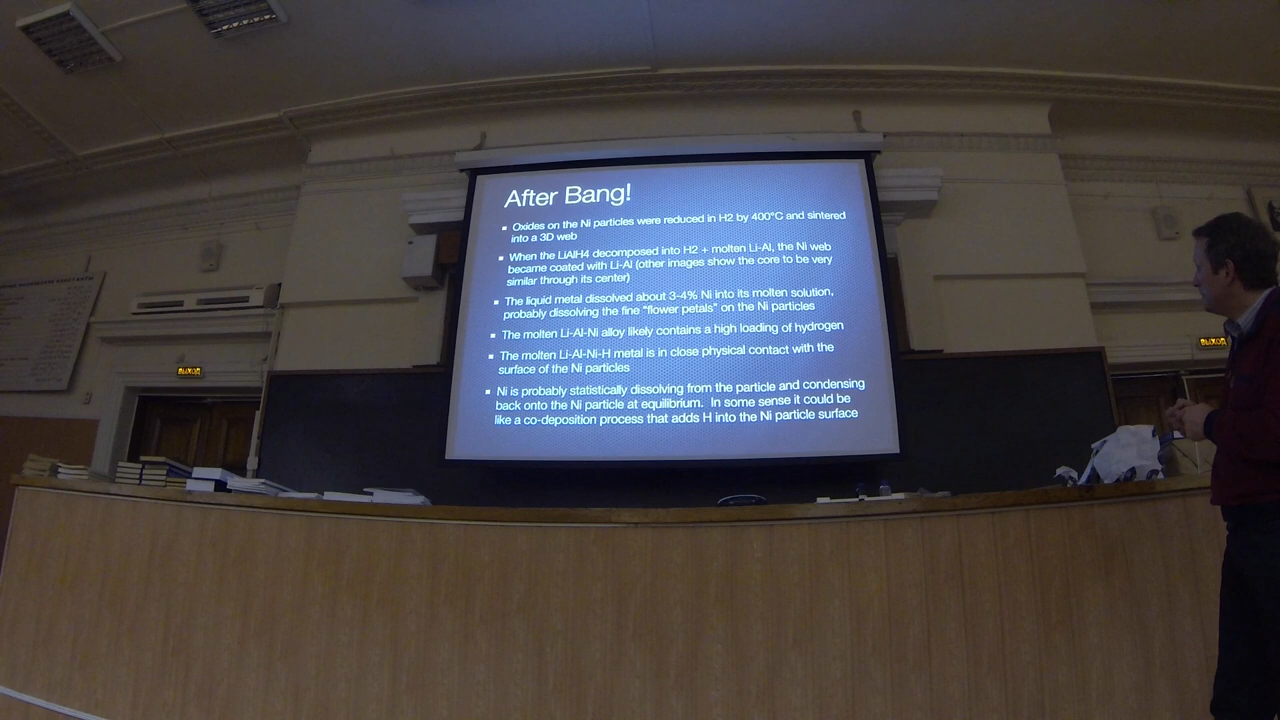 After Bang!
Oxides on the Ni particles were reduced in H2 by 400°C and sintered
into a 3D web
When the LiAlH4 decomposed into H2 + molten Li-Al, the Ni web
became coated with Li-Al (other images show the core to be very
similar through its center)
The liquid metal dissolved about 3-4% Ni into its molten solution,
probably dissolving the fine "flower petals" on the Ni particles
The molten Li-Al-Ni alloy likely contains a high loading of hydrogen
The molten Li-Al-Ni-H metal is in close physical contact with the
surface of the Ni particles
Ni is probably statistically dissolving from the particle and condensing
back onto the Ni particle at equilibrium. In some sense it could be
like a co-deposition process that adds H into the Ni particle surface
ВЫХОД
ВЫХОД